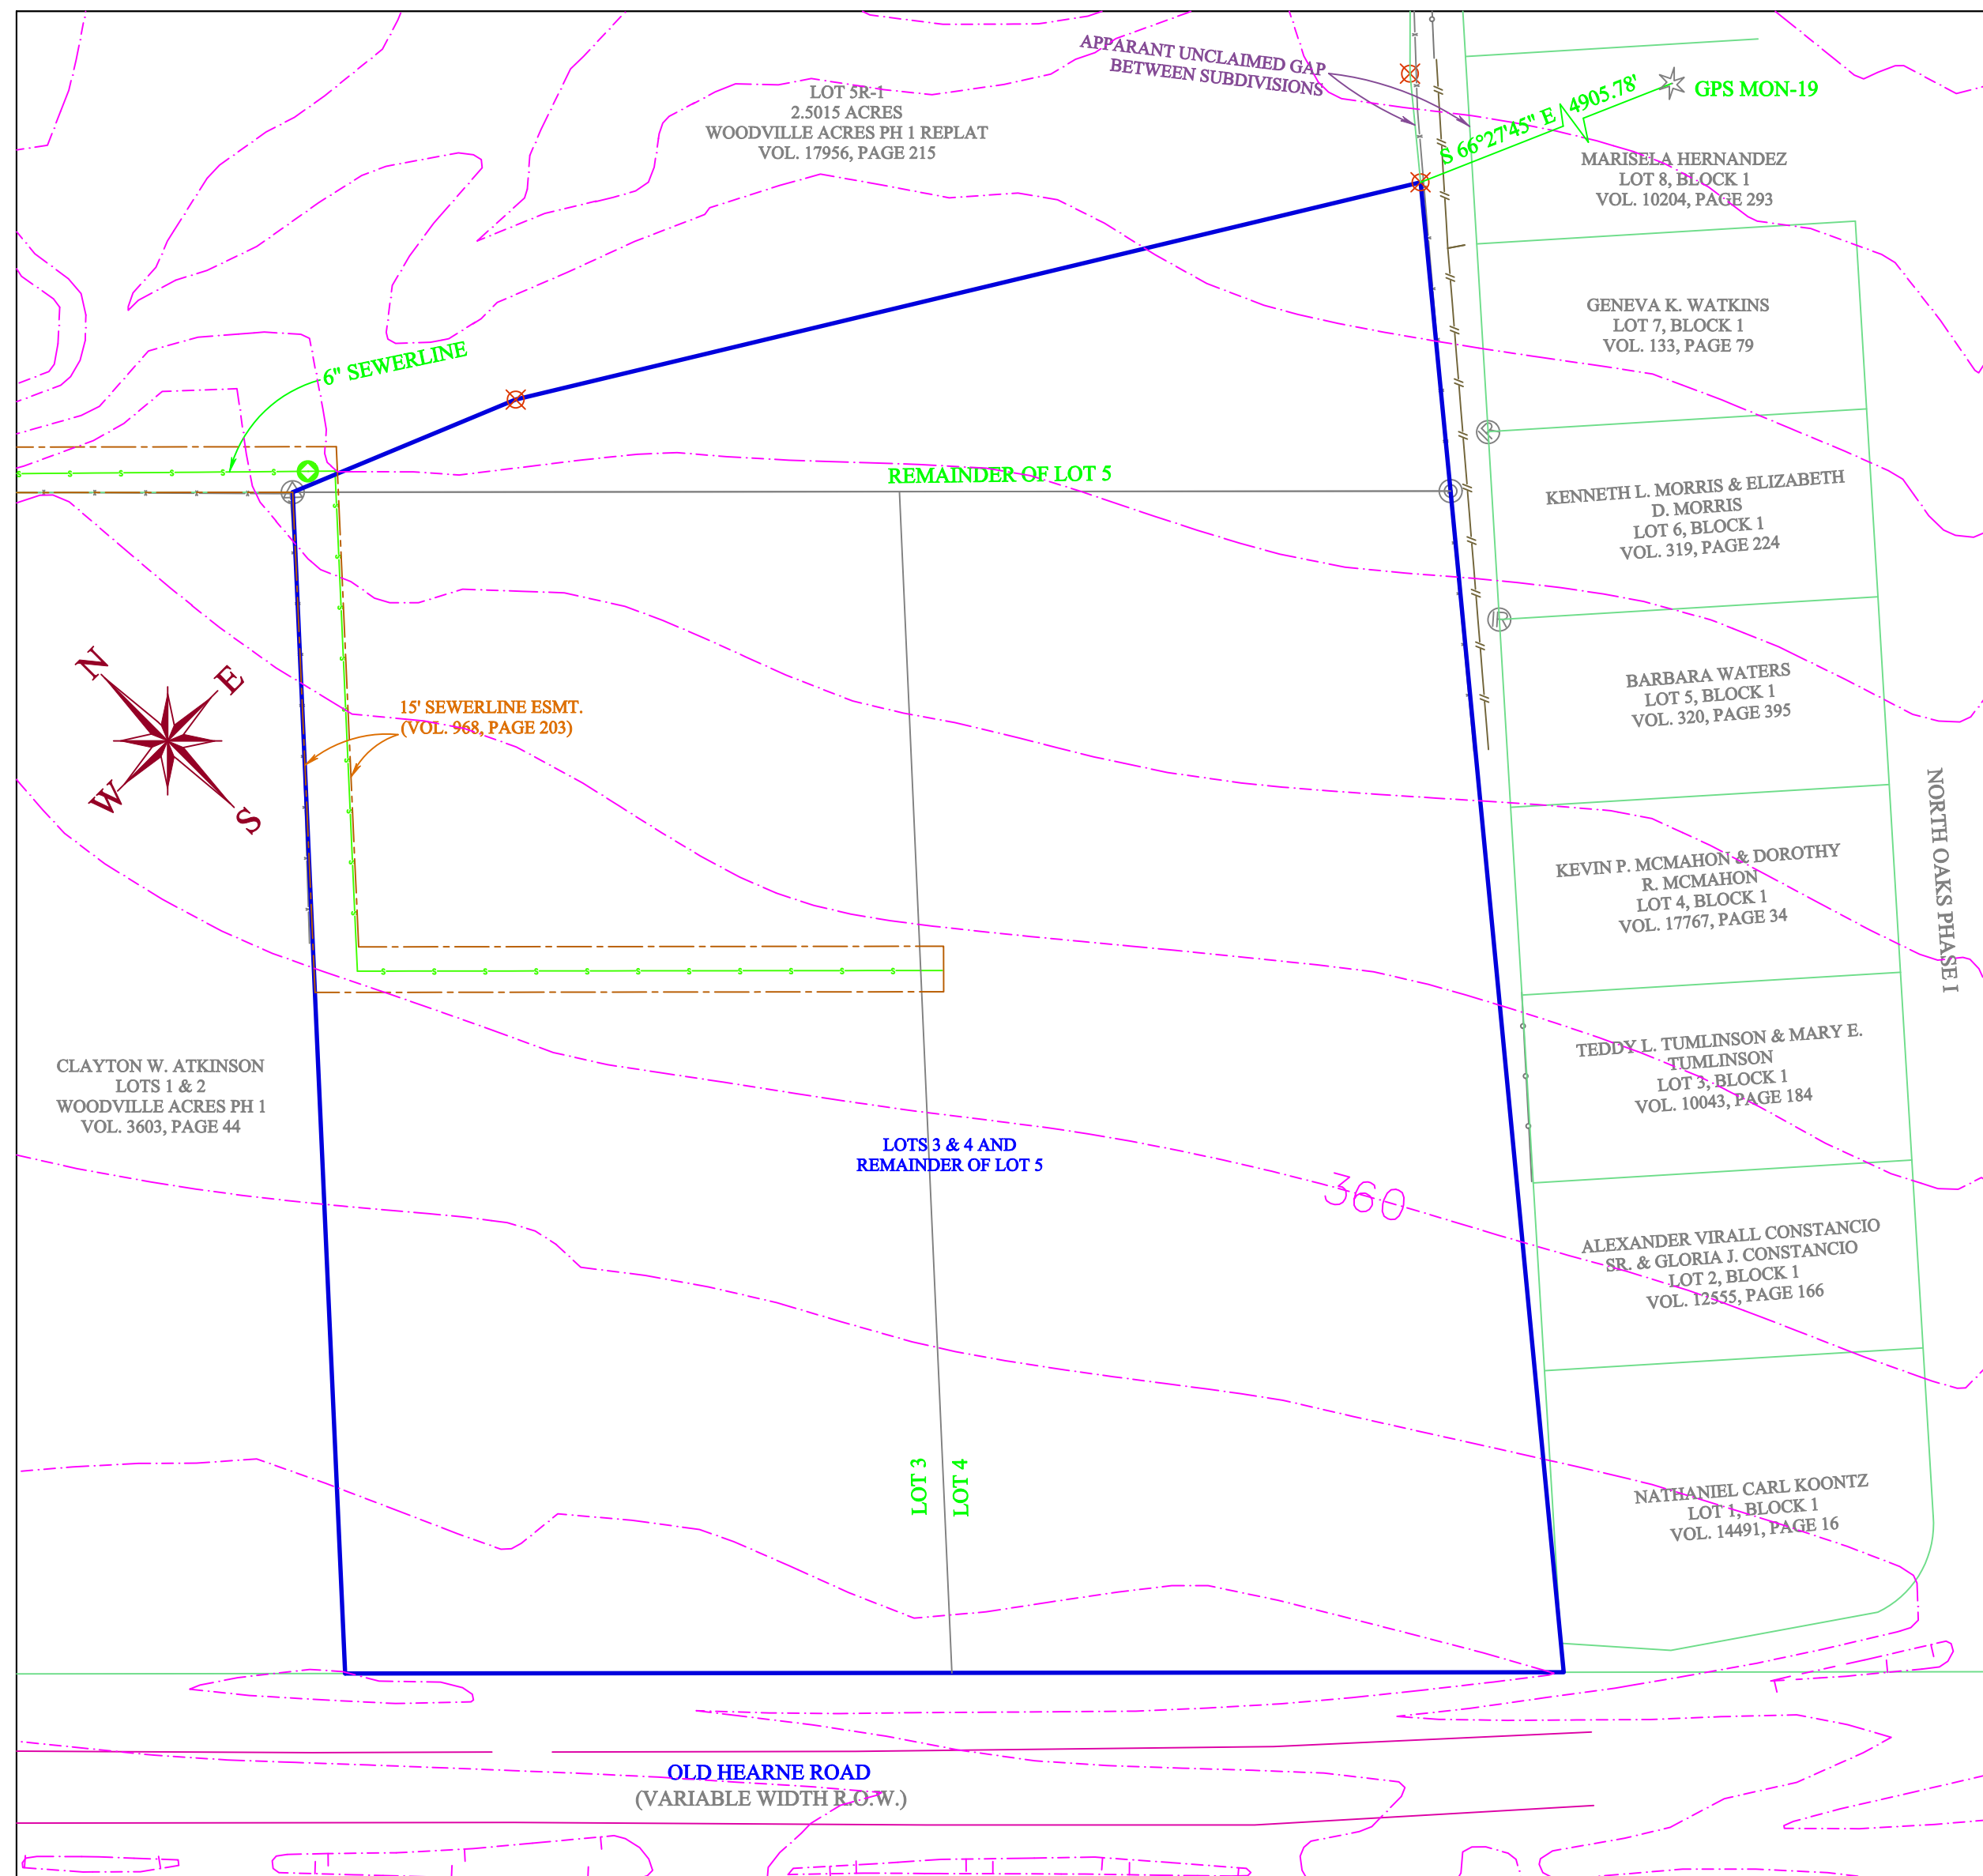 APPARANT UNCLAIMED GAP
BETWEEN SUBDIVISIONS
LOT 5R-1
2.5015 ACRES
WOODVILLE ACRES PH 1 REPLAT
VOL. 17956, PAGE 215
S 66°27'45" E
4905.78'
GPS MON-19
MARISELA HERNANDEZ
LOT 8, BLOCK 1
VOL. 10204, PAGE 293
GENEVA K. WATKINS
LOT 7, BLOCK 1
VOL. 133, PAGE 79
6" SEWERLINE
REMAINDER OF LOT 5
IR
KENNETH L. MORRIS & ELIZABETH
D. MORRIS
LOT 6, BLOCK 1
VOL. 319, PAGE 224
IR
N
E
W
S
15' SEWERLINE ESMT.
(VOL. 968, PAGE 203)
BARBARA WATERS
LOT 5, BLOCK 1
VOL. 320, PAGE 395
NORTH OAKS PHASE I
KEVIN P. MCMAHON & DOROTHY
R. MCMAHON
LOT 4, BLOCK 1
VOL. 17767, PAGE 34
CLAYTON W. ATKINSON
LOTS 1 & 2
WOODVILLE ACRES PH 1
VOL. 3603, PAGE 44
TEDDY L. TUMLINSON & MARY E.
TUMLINSON
LOT 3, BLOCK 1
VOL. 10043, PAGE 184
LOTS 3 & 4 AND
REMAINDER OF LOT 5
360
ALEXANDER VIRALL CONSTANCIO
SR. & GLORIA J. CONSTANCIO
LOT 2, BLOCK 1
VOL. 12555, PAGE 166
LOT 3
LOT 4
NATHANIEL CARL KOONTZ
LOT 1, BLOCK 1
VOL. 14491, PAGE 16
OLD HEARNE ROAD
(VARIABLE WIDTH R.O.W.)